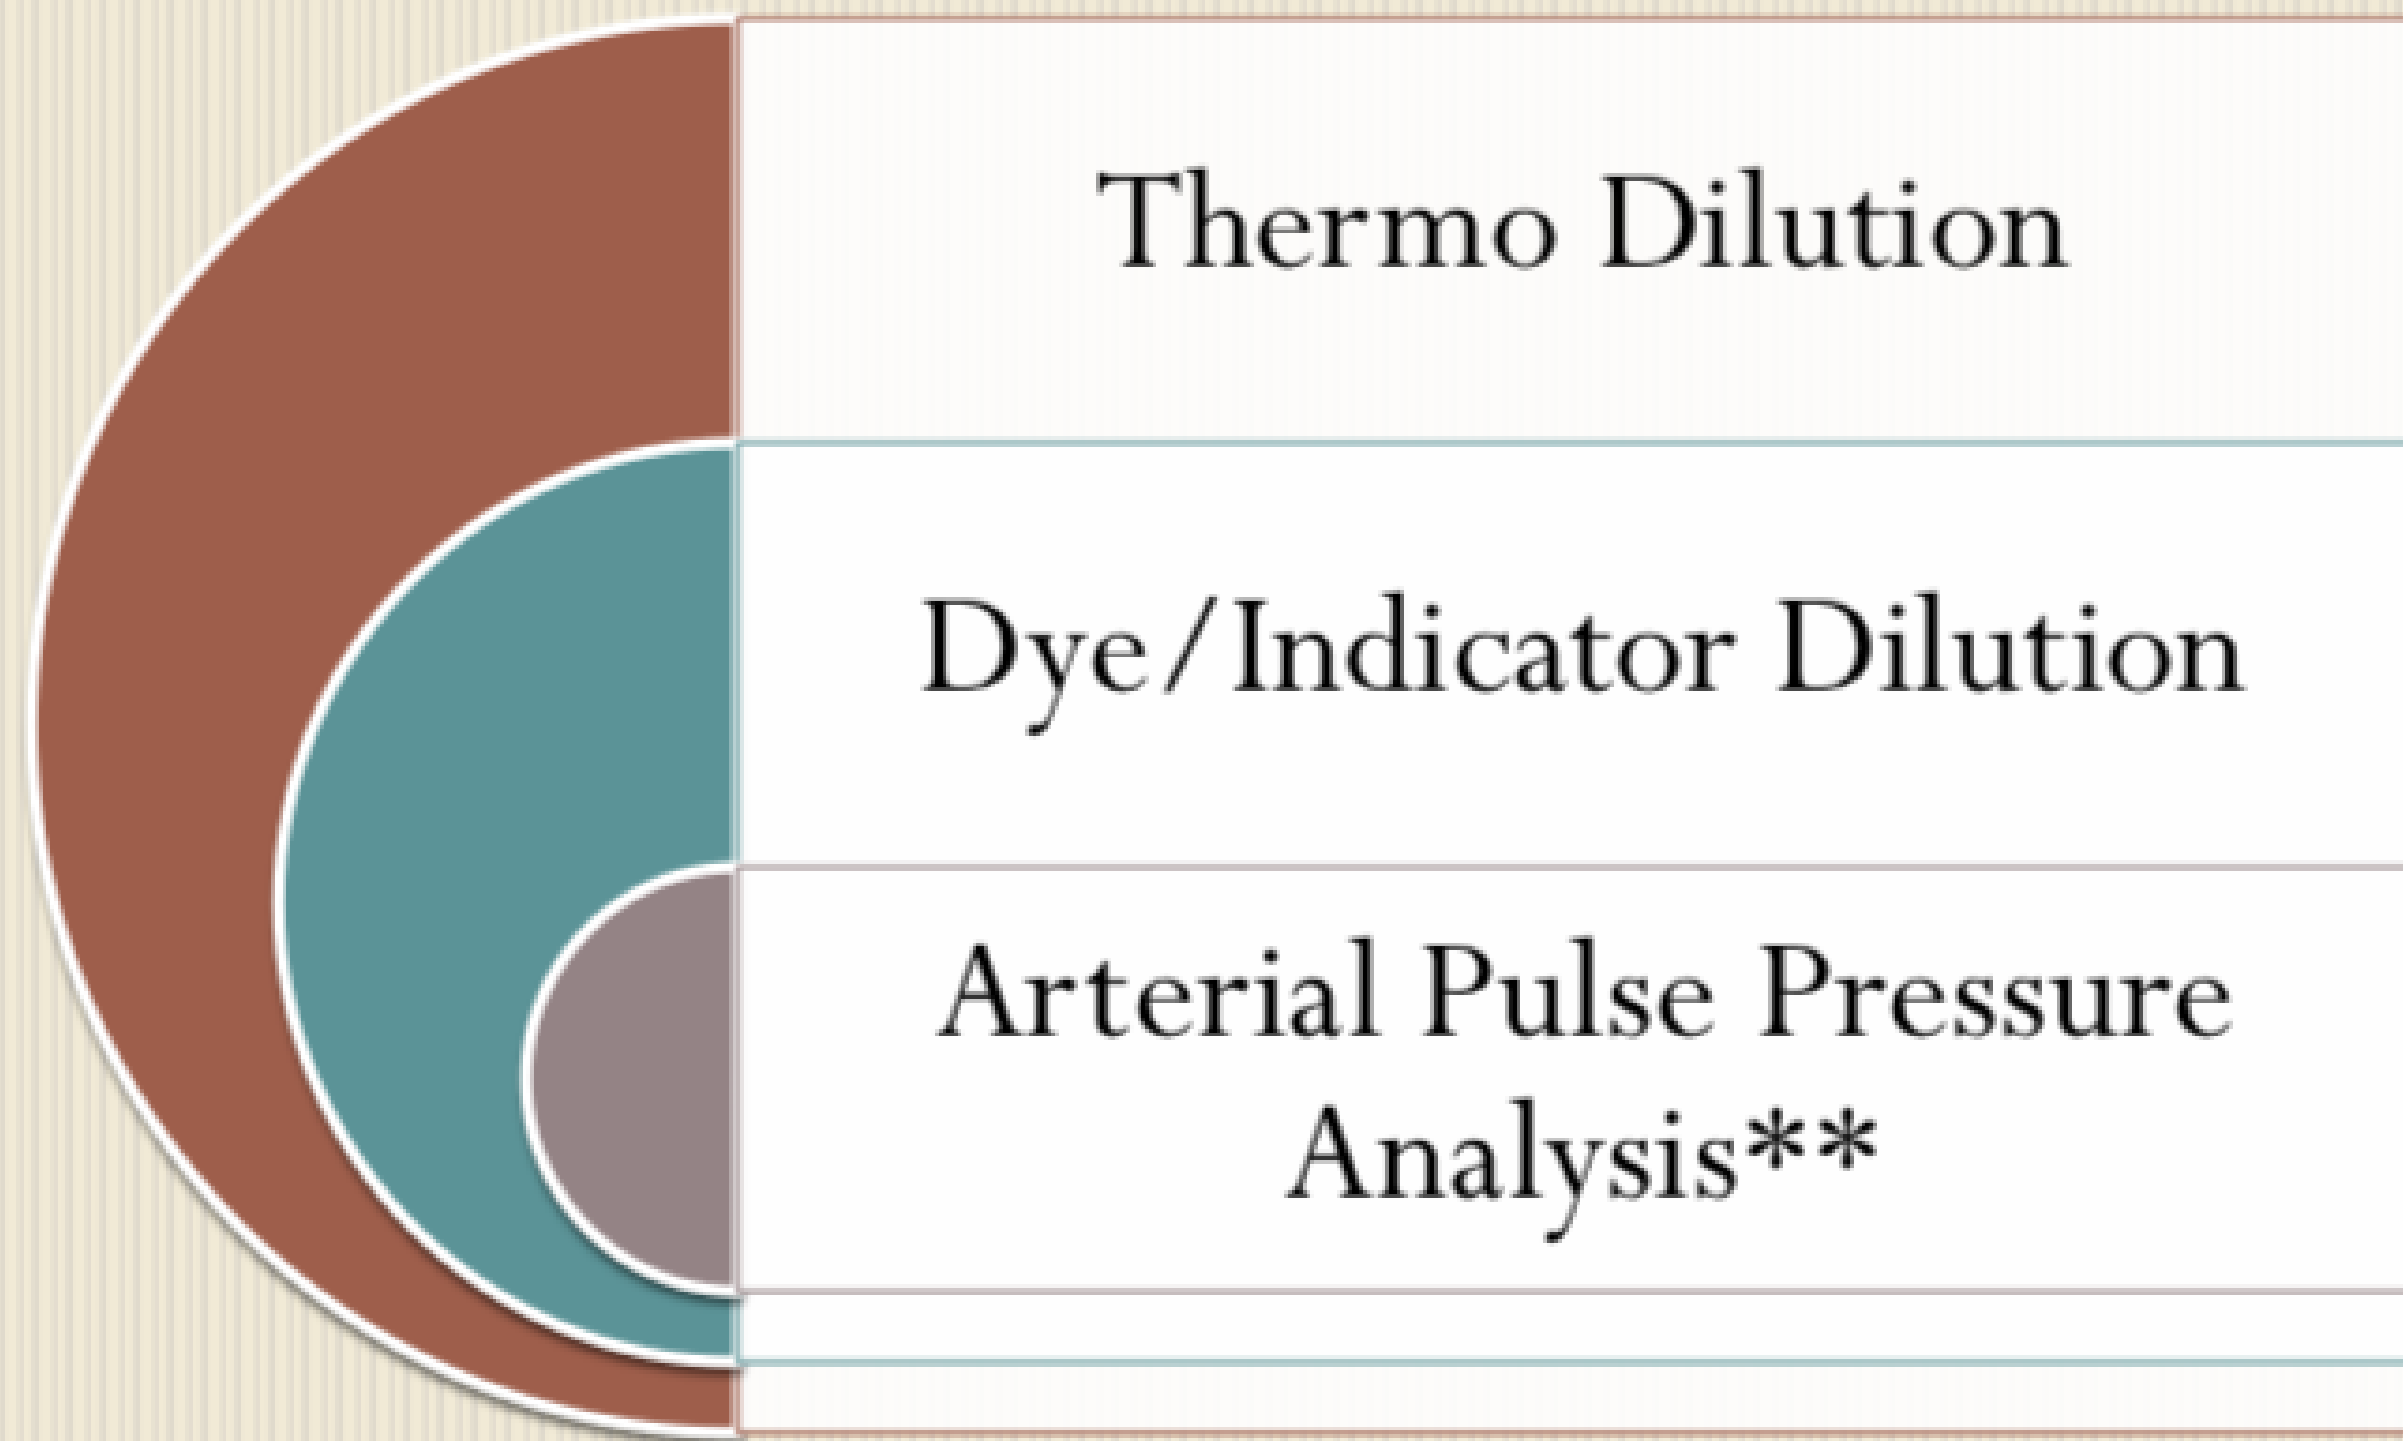 Thermo Dilution
Dye/Indicator Dilution
Arterial Pulse Pressure
Analysis**